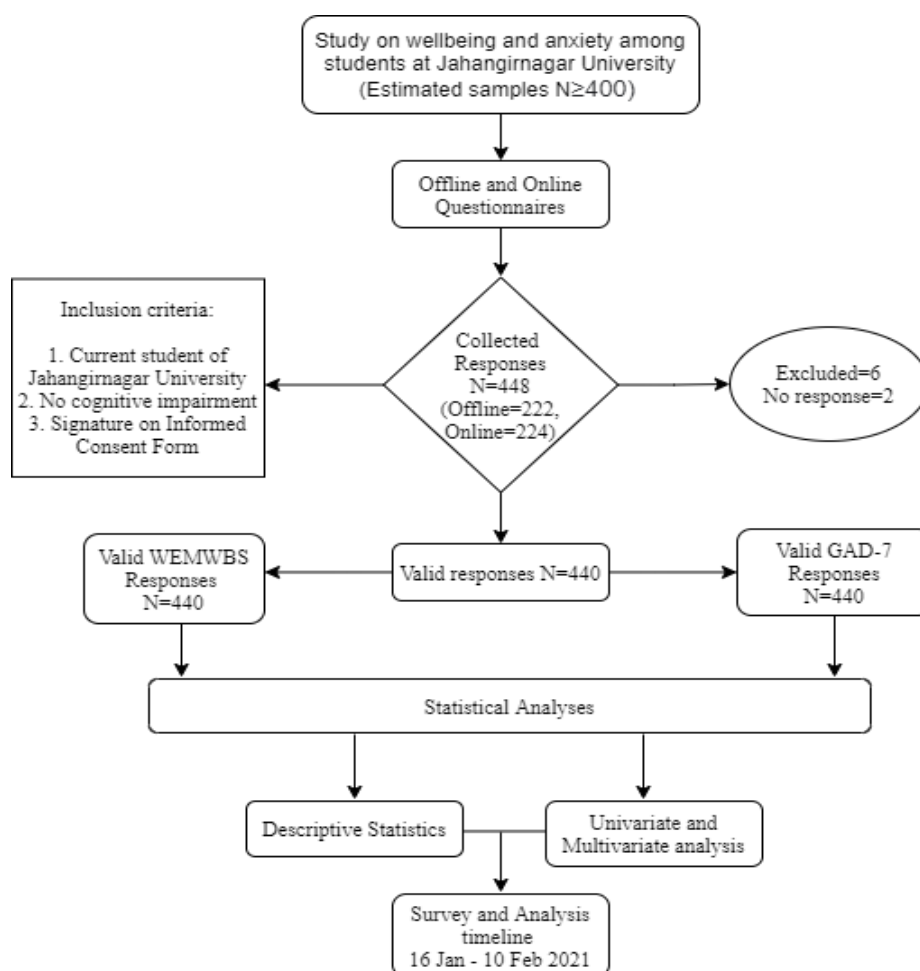 Study on wellbeing and anxiety among
students at Jahangirnagar University
(Estimated samples N≥400)
Offline and Online
Questionnaires
Inclusion criteria:
1. Current student of
Jahangirnagar University
2. No cognitive impairment
3. Signature on Informed
Consent Form
Collected
Responses
N=448
(Offline=222,
Online=224)
Excluded=6
No response=2
Valid WEMWBS
Responses
N=440
Valid responses N=440
Valid GAD-7
Responses
N=440
Statistical Analyses
Descriptive Statistics
Univariate and
Multivariate analysis
Survey and Analysis
timeline
16 Jan - 10 Feb 2021